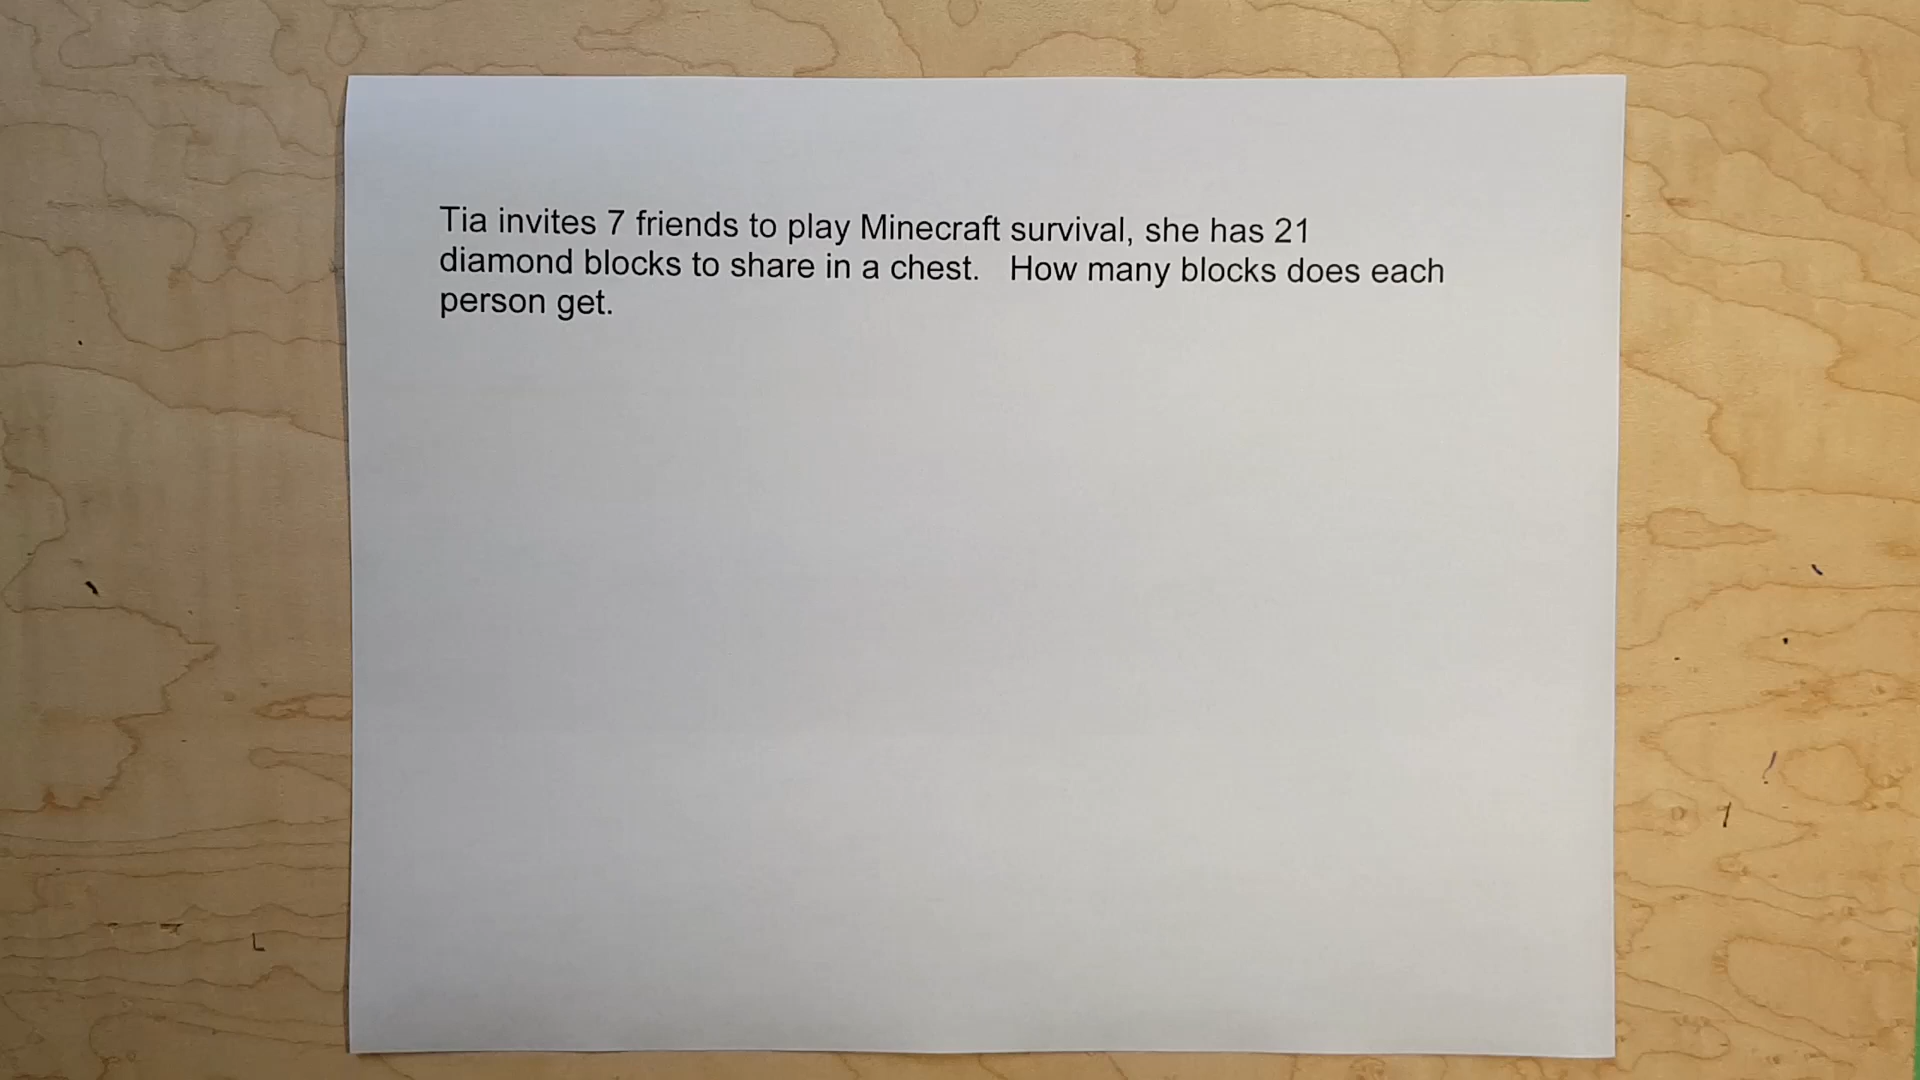 Tia invites 7 friends to play Minecraft survival, she has 21
diamond blocks to share in a chest.   How many blocks does each
person get.